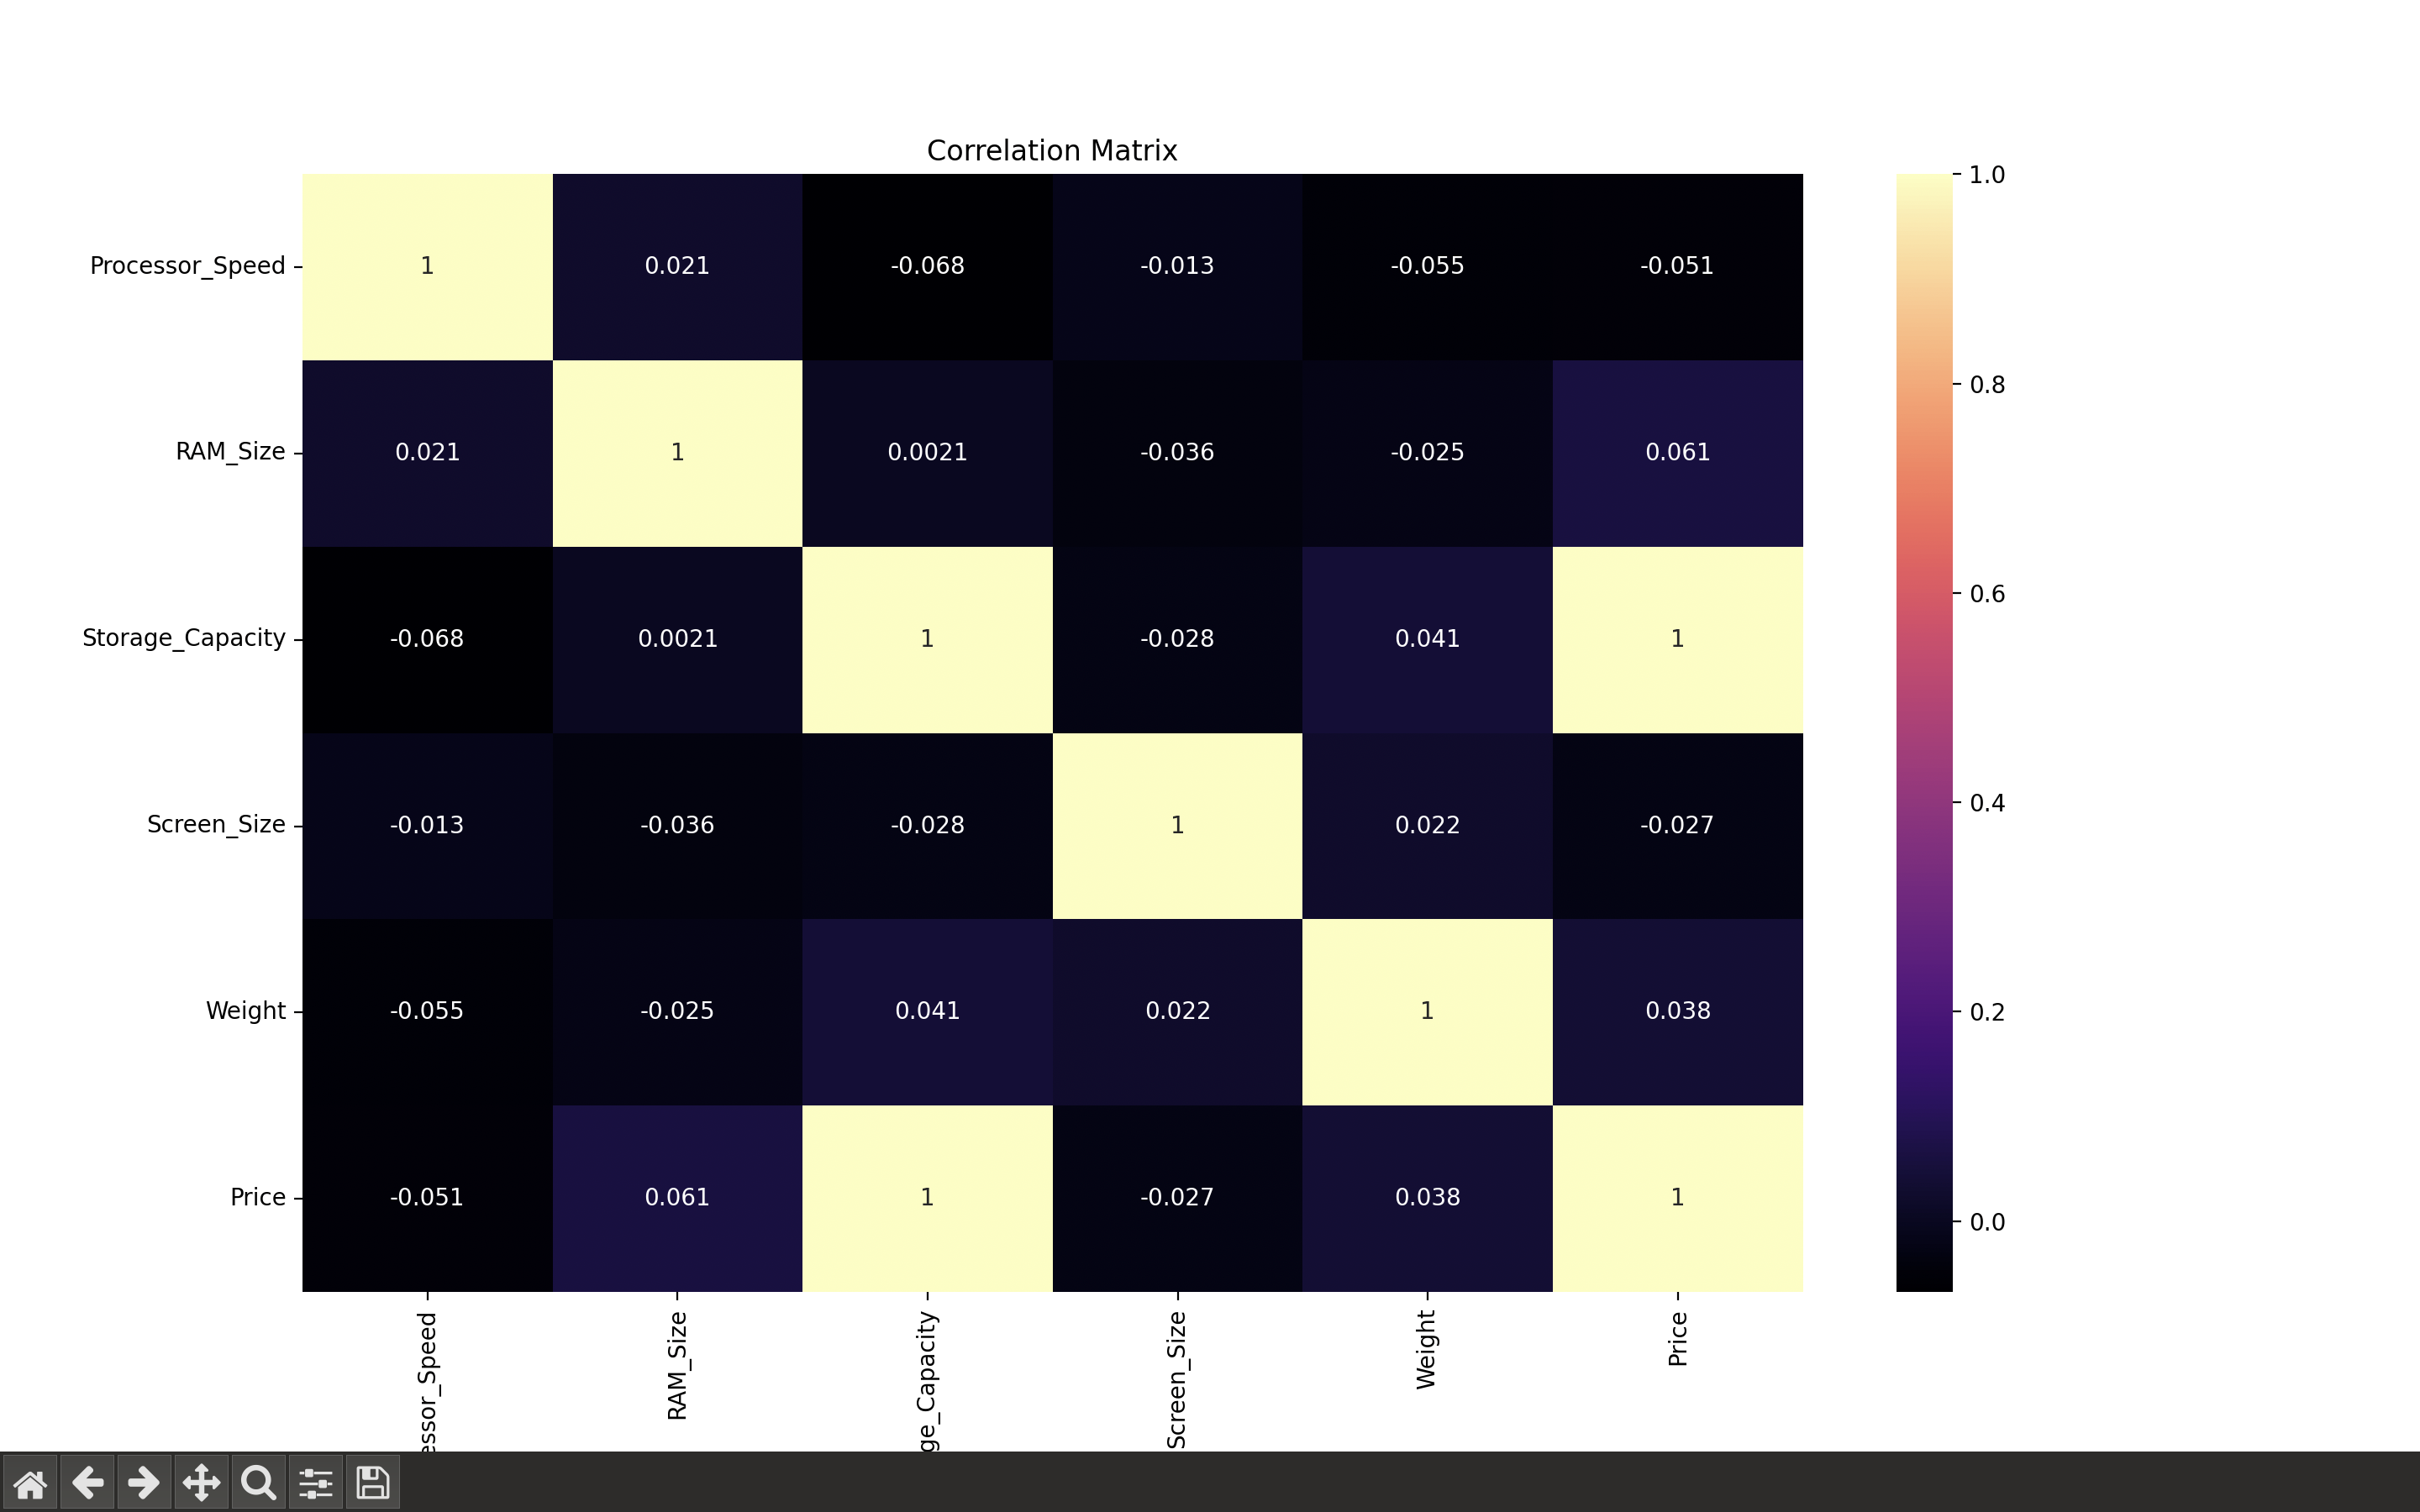 Correlation Matrix
Processor_Speed 1 0.021 -0.068 -0.013 -0.055 -0.051
RAM_Size 0.021 1 0.0021 -0.036 -0.025 0.061
Storage_Capacity -0.068 0.0021 1 -0.028 0.041 1
Screen_Size -0.013 -0.036 -0.028 1 0.022 -0.027
Weight -0.055 -0.025 0.041 0.022 1 0.038
Price -0.051 0.061 1 -0.027 0.038 1
essor_Speed
RAM_Size
ge_Capacity
Screen_Size
Weight
Price
1.0
0.8
0.6
0.4
0.2
0.0